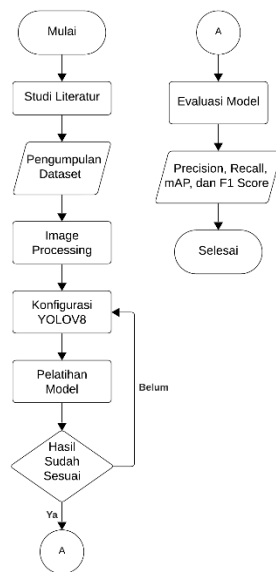 Mulai
Studi Literatur
Pengumpulan
Dataset
Image
Processing
Konfigurasi
YOLOV8
Pelatihan
Model
Belum
Hasil
Sudah
Sesuai
Ya
A
A
Evaluasi Model
Precision, Recall,
mAP, dan F1 Score
Selesai